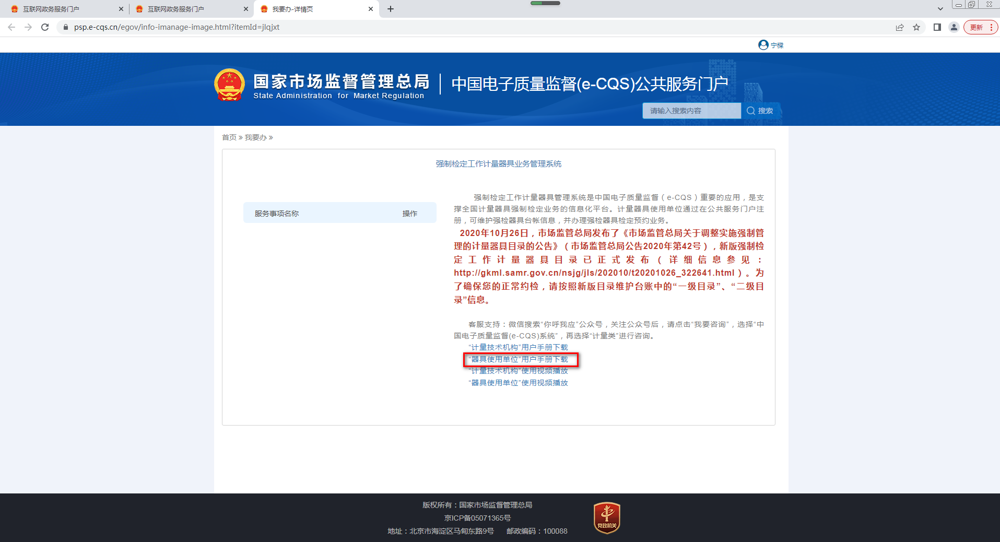 互联网政务服务门户
互联网政务服务门户
我要办-详情页
psp.e-cqs.cn/egov/info-imanage-image.html?itemId=jlqjxt
更新
宁樑
国家市场监督管理总局
State Administration for Market Regulation
中国电子质量监督(e-CQS)公共服务门户
请输入搜索内容
搜索
首页 » 我要办 »
强制检定工作计量器具业务管理系统
服务事项名称 操作
强制检定工作计量器具管理系统是中国电子质量监督（e-CQS）重要的应用，是支
撑全国计量器具强制检定业务的信息化平台。计量器具使用单位通过在公共服务门户注
册，可维护强检器具台帐信息，并办理强检器具检定预约业务。
2020年10月26日，市场监管总局发布了《市场监管总局关于调整实施强制管
理的计量器具目录的公告》（市场监管总局公告2020年第42号），新版强制检
定工作计量器具目录已正式发布（详细信息参见：
http://gkml.samr.gov.cn/nsjg/jls/202010/t20201026_322641.html）。为
了确保您的正常约检，请按照新版目录维护台账中的“一级目录”、“二级目
录”信息。
客服支持：微信搜索“你呼我应”公众号，关注公众号后，请点击“我要咨询”，选择“中
国电子质量监督(e-CQS)系统”，再选择“计量类”进行咨询。
“计量技术机构”用户手册下载
“器具使用单位”用户手册下载
“计量技术机构”使用视频播放
“器具使用单位”使用视频播放
版权所有：国家市场监督管理总局
京ICP备05071365号
地址：北京市海淀区马甸东路9号 邮政编码：100088
党政机关